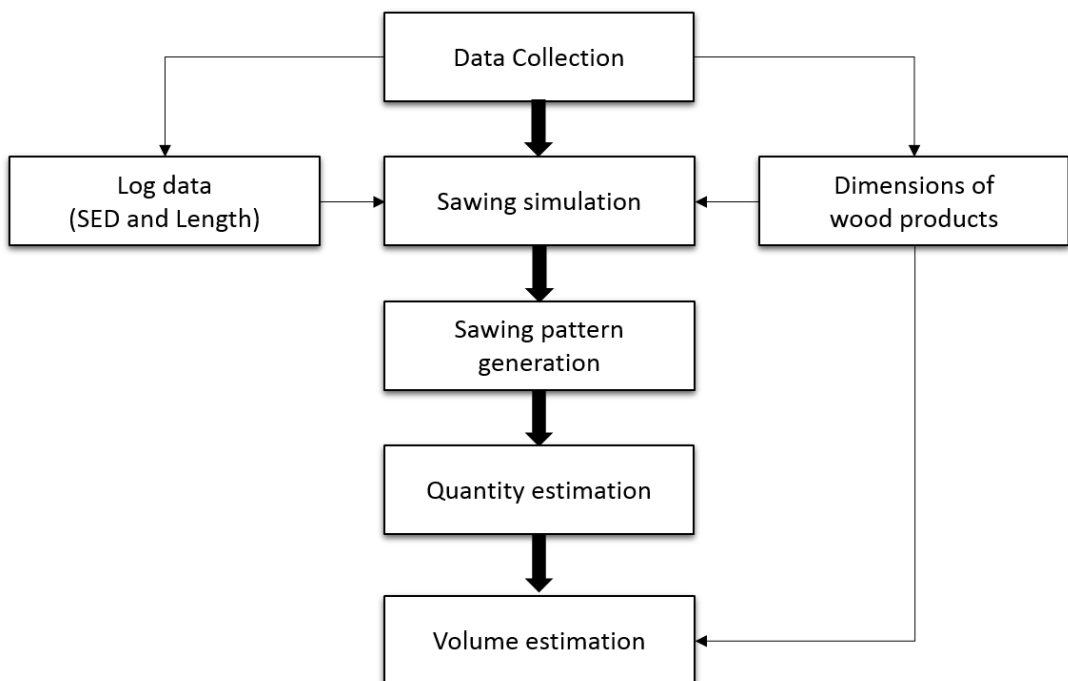 Data Collection
Log data
(SED and Length)
Sawing simulation
Dimensions of
wood products
Sawing pattern
generation
Quantity estimation
Volume estimation